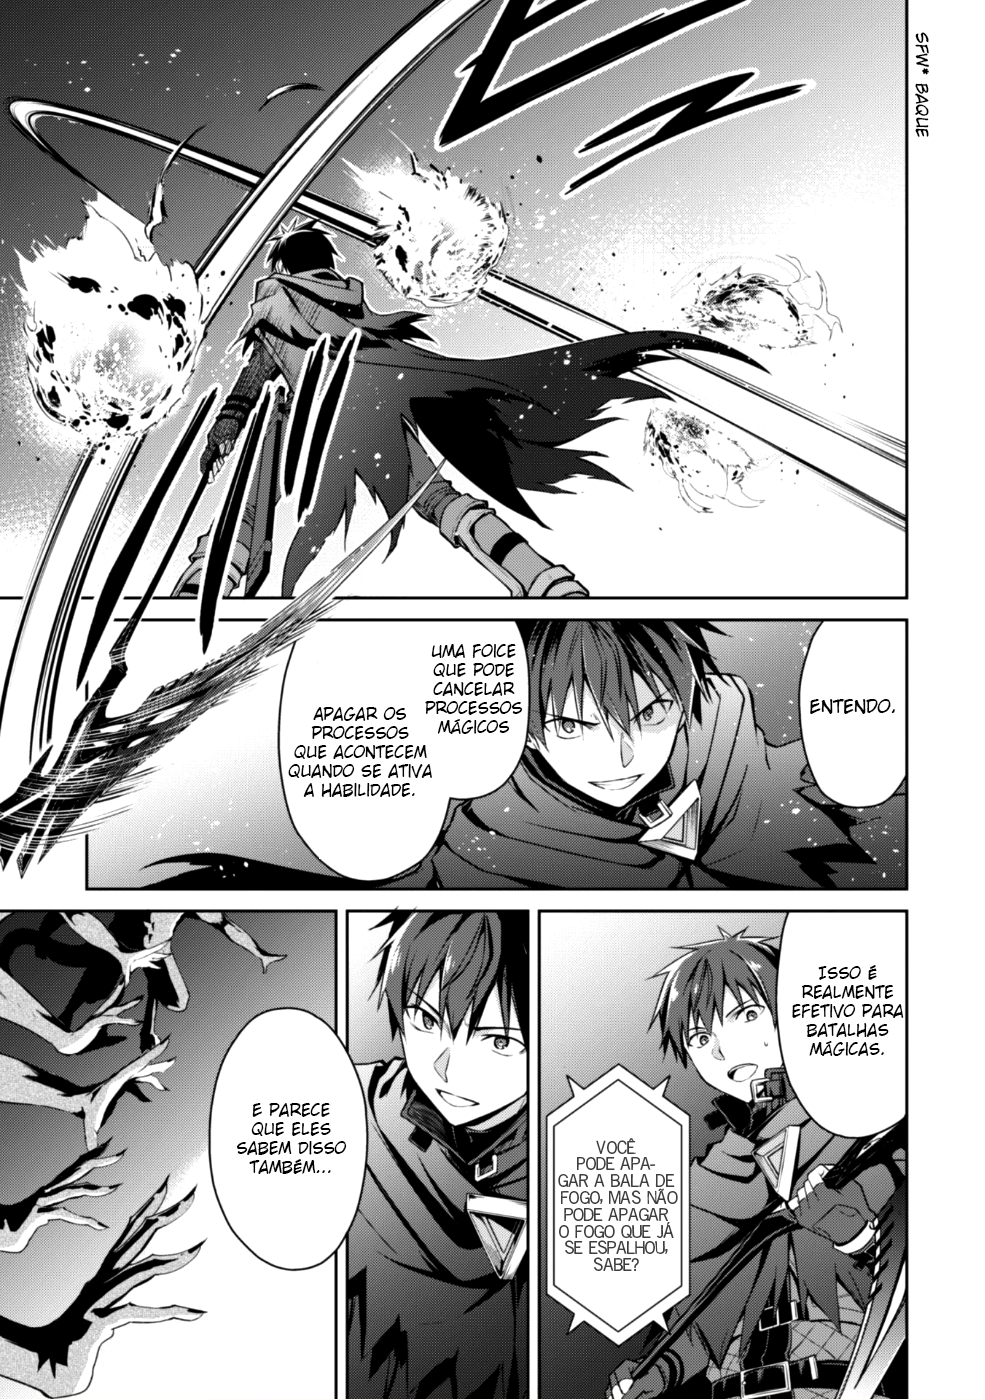 SFW* BAQUE
ENTENDO.
UMA FOICE
QUE PODE
CANCELAR
PROCESSOS
MÁGICOS
APAGAR OS
PROCESSOS
QUE ACONTECEM
QUANDO SE ATIVA
A HABILIDADE.
ISSO É
REALMENTE
EFETIVO PARA
BATALHAS
MÁGICAS.
VOCÊ
PODE APA-
GAR A BALA DE
FOGO, MAS NÃO
PODE APAGAR
O FOGO QUE JÁ
SE ESPALHOU,
SABE?
E PARECE
QUE ELES
SABEM DISSO
TAMBÉM...